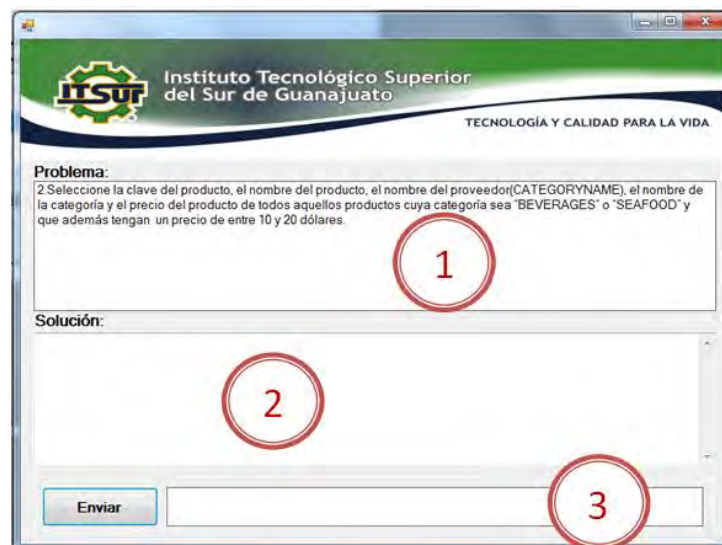 ITSur
Instituto Tecnológico Superior
del Sur de Guanajuato
TECNOLOGÍA Y CALIDAD PARA LA VIDA
Problema:
2.Seleccione la clave del producto, el nombre del producto, el nombre del proveedor(CATEGORYNAME), el nombre de
la categoría y el precio del producto de todos aquellos productos cuya categoría sea "BEVERAGES" o "SEAFOOD" y
que además tengan un precio de entre 10 y 20 dólares.
1
Solución:
2
Enviar
3